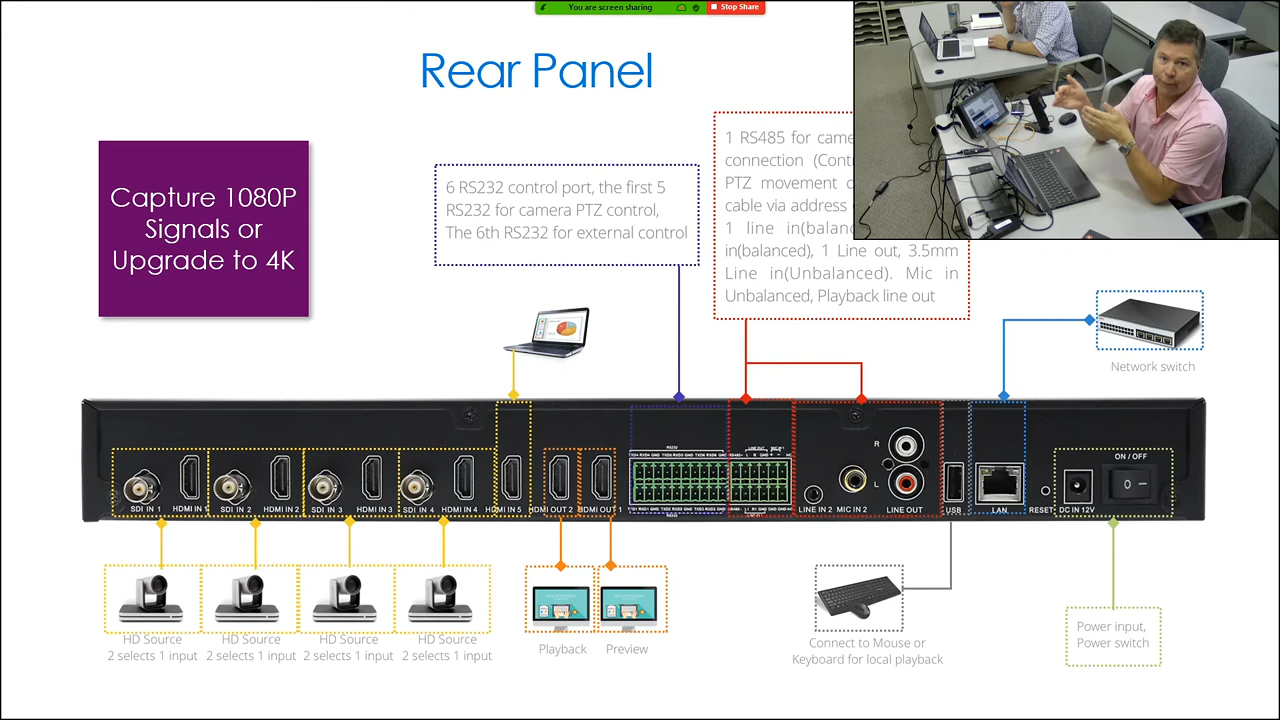 You are screen sharing
Stop Share
Rear Panel
Capture 1080P
Signals or
Upgrade to 4K
6 RS232 control port, the first 5
RS232 for camera PTZ control,
The 6th RS232 for external control
1 RS485 for
connection
PTZ movement
cable via address
1 line
in(balanced), 1 Line out, 3.5mm
Line in(Unbalanced). Mic in
Unbalanced, Playback line out
Network switch
RS232
LINE OUT
MIC IN 1
R
L
ON / OFF
SDI IN 1
HDMI IN 1
SDI IN 2
HDMI IN 2
SDI IN 3
HDMI IN 3
SDI IN 4
HDMI IN 4
HDMI IN 5
HDMI OUT 2
HDMI OUT 1
RS232
LINE IN 2
MIC IN 2
LINE OUT
USB
LAN
RESET
DC IN 12V
HD Source
2 selects 1 input
HD Source
2 selects 1 input
HD Source
2 selects 1 input
HD Source
2 selects 1 input
Playback
Preview
Connect to Mouse or
Keyboard for local playback
Power input,
Power switch